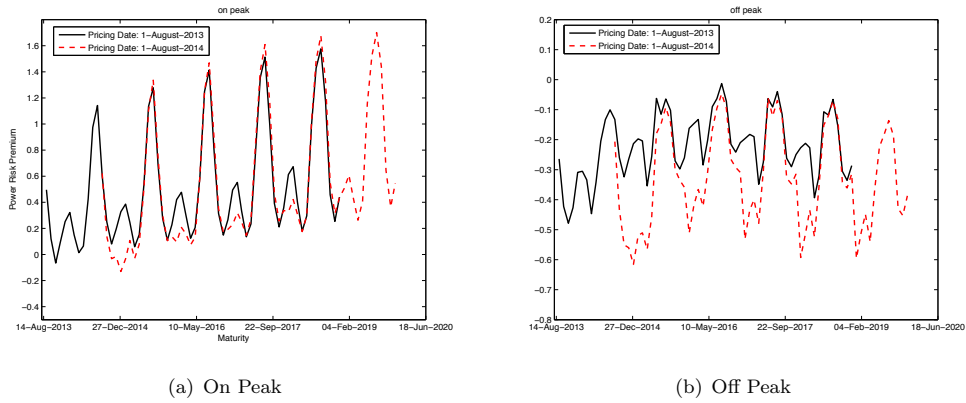 on peak
Pricing Date: 1−August−2013
Pricing Date: 1−August−2014
Power Risk Premium
1.6
1.4
1.2
1
0.8
0.6
0.4
0.2
0
−0.2
−0.4
14−Aug−2013 27−Dec−2014 10−May−2016 22−Sep−2017 04−Feb−2019 18−Jun−2020
Maturity
(a) On Peak
off peak
Pricing Date: 1−August−2013
Pricing Date: 1−August−2014
0.2
0.1
0
−0.1
−0.2
−0.3
−0.4
−0.5
−0.6
−0.7
−0.8
14−Aug−2013 27−Dec−2014 10−May−2016 22−Sep−2017 04−Feb−2019 18−Jun−2020
(b) Off Peak